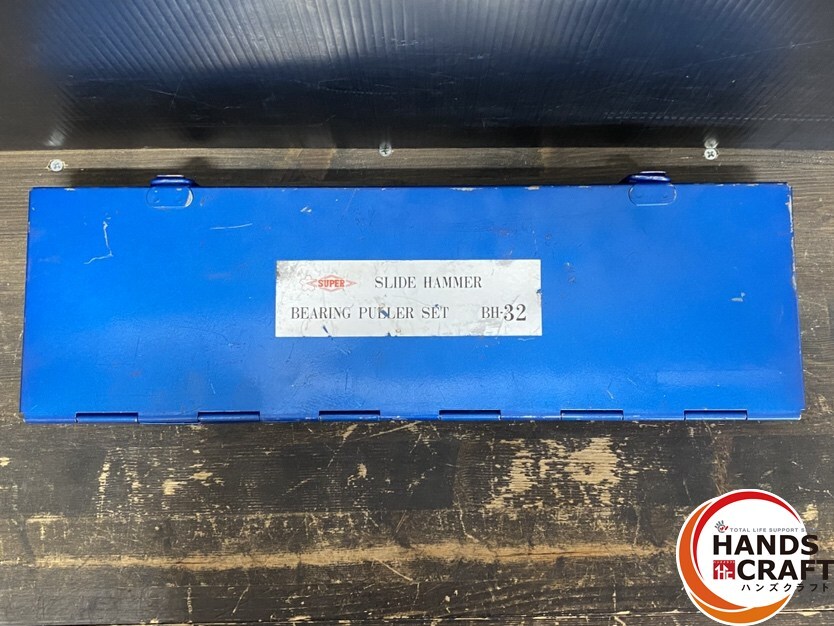 SUPER SLIDE HAMMER
BEARING PULLER SET BH-32
TOTAL LIFE SUPPORT S
HANDS
CRAFT
ハンズクラフト